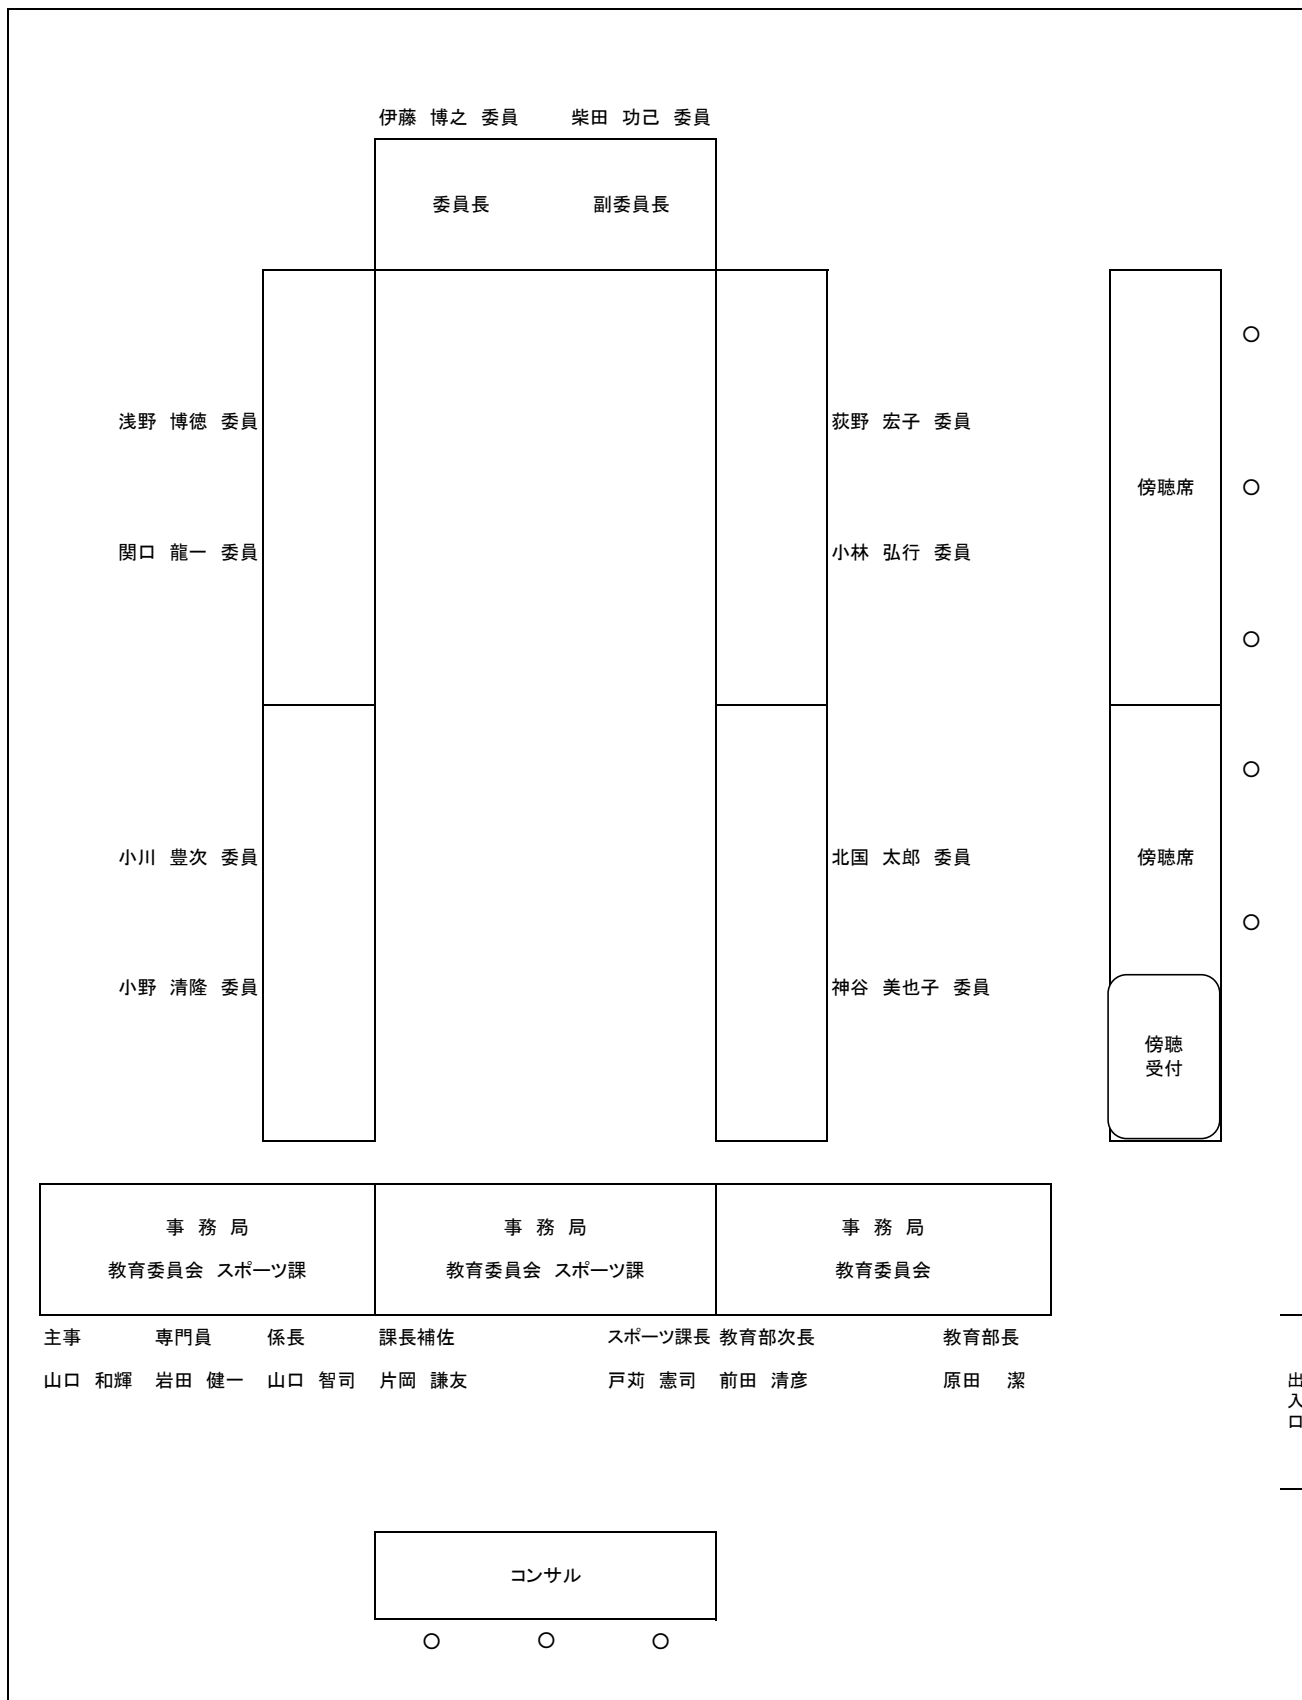 伊藤 博之 委員 柴田 功己 委員
委員長 副委員長
浅野 博徳 委員
荻野 宏子 委員
傍聴席
関口 龍一 委員
小林 弘行 委員
小川 豊次 委員
北国 太郎 委員
傍聴席
小野 清隆 委員
神谷 美也子 委員
傍聴
受付
事 務 局 事 務 局 事 務 局
教育委員会 スポーツ課 教育委員会 スポーツ課 教育委員会
主事 専門員 係長 課長補佐 スポーツ課長 教育部次長 教育部長
山口 和輝 岩田 健一 山口 智司 片岡 謙友 戸苅 憲司 前田 清彦 原田 潔
出入口
コンサル